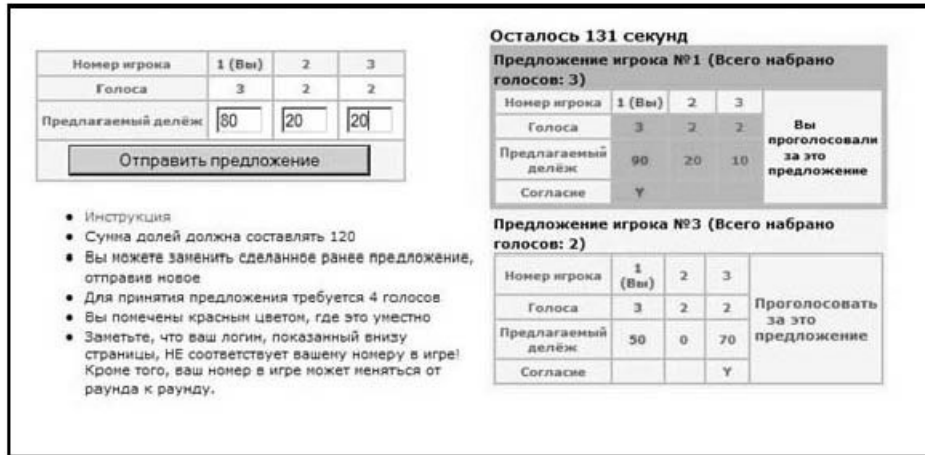 Номер игрока 1 (Вы) 2 3
Голоса 3 2 2
Предлагаемый делёж 80 20 20
Отправить предложение
Инструкция
Сумма долей должна составлять 120
Вы можете заменить сделанное ранее предложение,
отправив новое
Для принятия предложения требуется 4 голосов
Вы помечены красным цветом, где это уместно
Заметьте, что ваш логин, показанный внизу
страницы, НЕ соответствует вашему номеру в игре!
Кроме того, ваш номер в игре может меняться от
раунда к раунду.
Осталось 131 секунд
Предложение игрока №1 (Всего набрано
голосов: 3)
Номер игрока 1 (Вы) 2 3
Голоса 3 2 2
Предлагаемый
делёж 90 20 10
Согласие Y
Вы
проголосовали
за это
предложение
Предложение игрока №3 (Всего набрано
голосов: 2)
Номер игрока 1
(Вы) 2 3
Голоса 3 2 2
Предлагаемый
делёж 50 0 70
Согласие Y
Проголосовать
за это
предложение